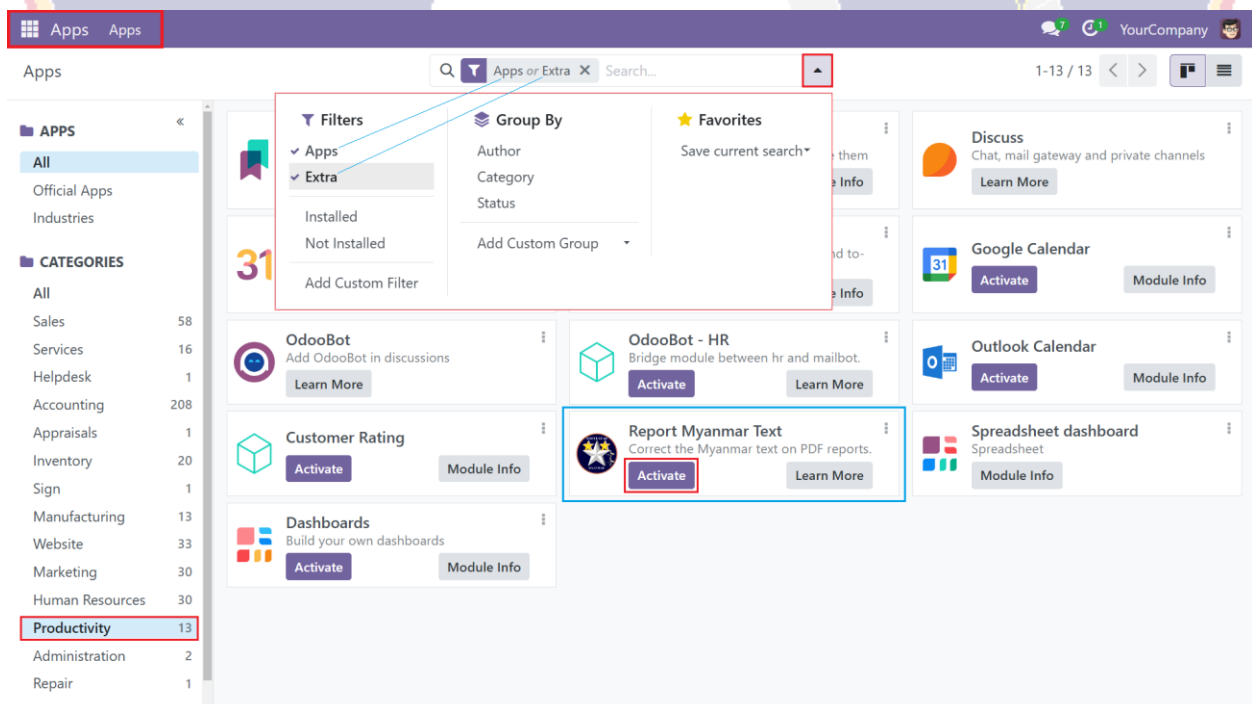 Apps Apps
7 1 YourCompany
Apps
Apps or Extra Search...
1-13 / 13
APPS
All
Official Apps
Industries
CATEGORIES
All
Sales 58
Services 16
Helpdesk 1
Accounting 208
Appraisals 1
Inventory 20
Sign 1
Manufacturing 13
Website 33
Marketing 30
Human Resources 30
Productivity 13
Administration 2
Repair 1
Filters
Apps
Extra
Installed
Not Installed
Add Custom Filter
Group By
Author
Category
Status
Add Custom Group
Favorites
Save current search
them
Info
Discuss
Chat, mail gateway and private channels
Learn More
31
nd to-
Info
31
Google Calendar
Activate Module Info
OdooBot
Add OdooBot in discussions
Learn More
OdooBot - HR
Bridge module between hr and mailbot.
Activate Learn More
Outlook Calendar
Activate Module Info
Customer Rating
Activate Module Info
Report Myanmar Text
Correct the Myanmar text on PDF reports.
Activate Learn More
Spreadsheet dashboard
Spreadsheet
Module Info
Dashboards
Build your own dashboards
Activate Module Info